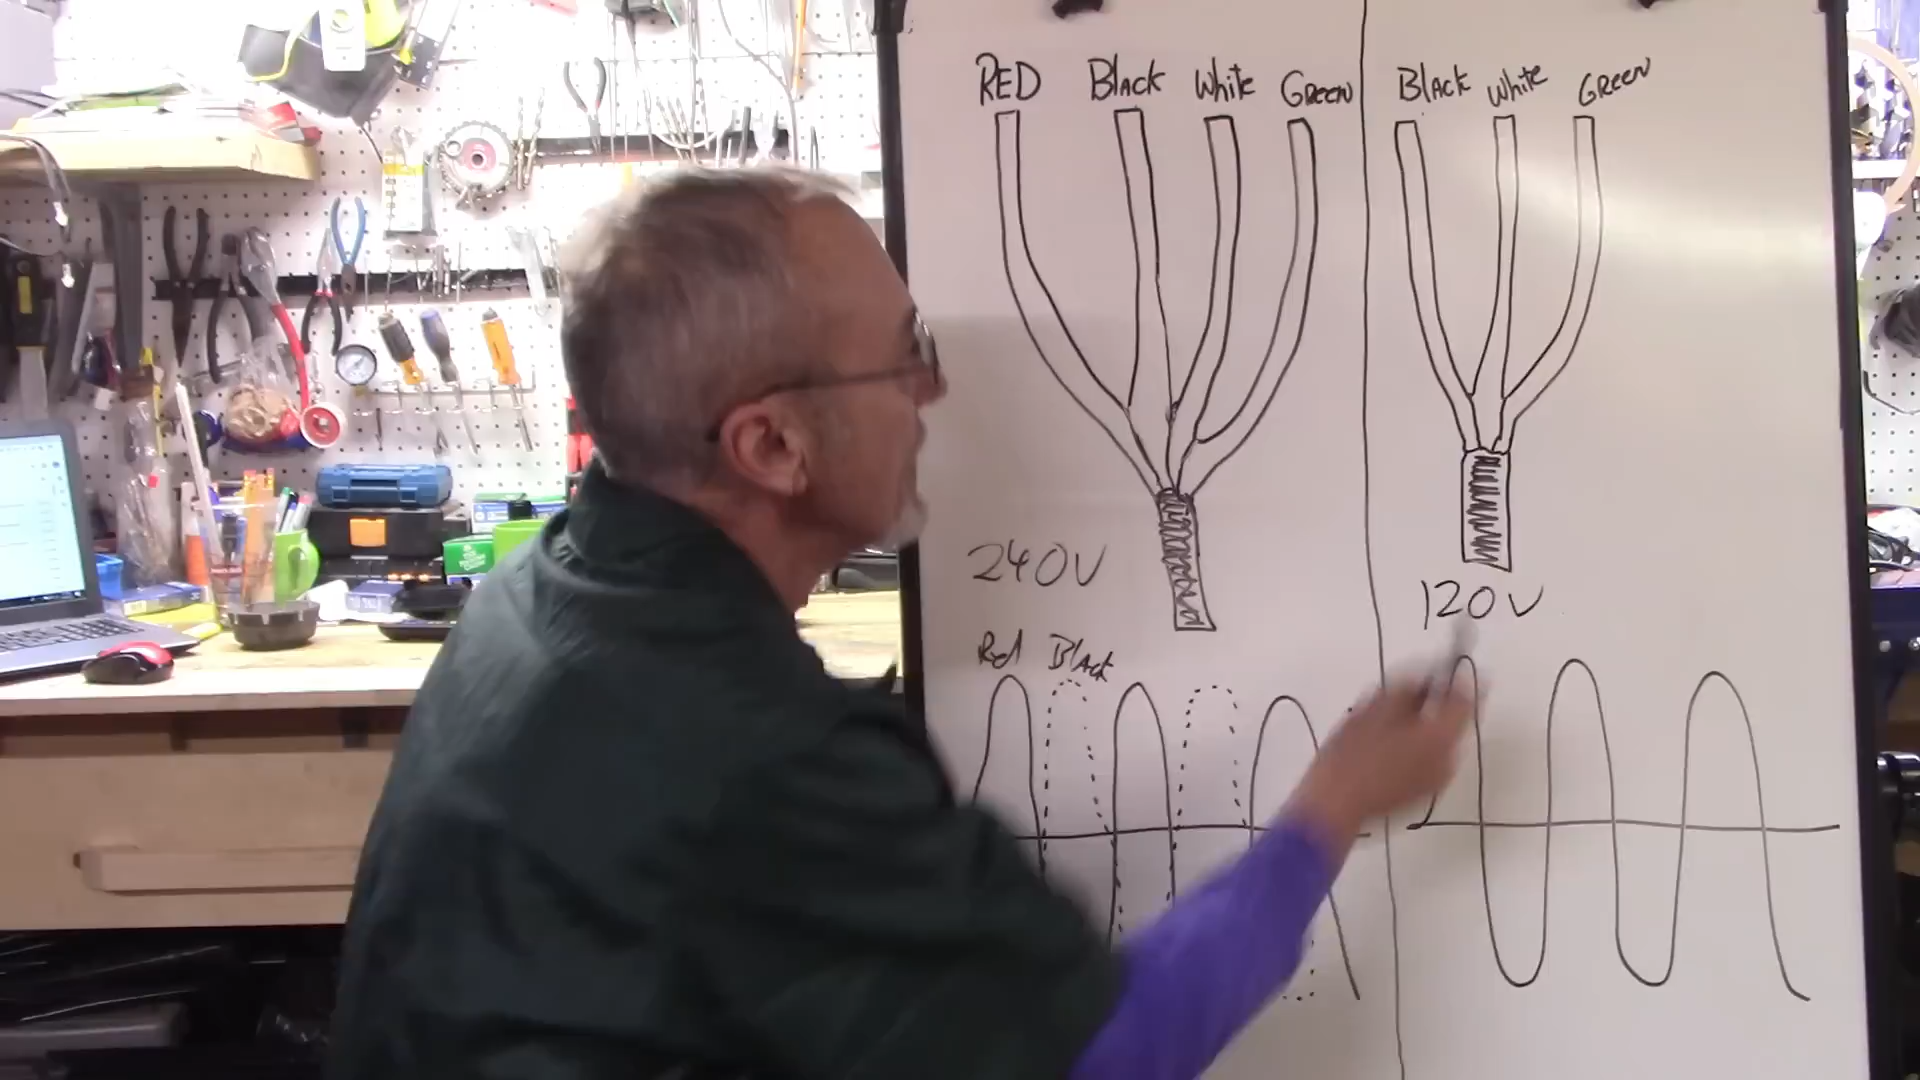 RED Black White GREEN
Black White GREEN
240V
120V
Red Black